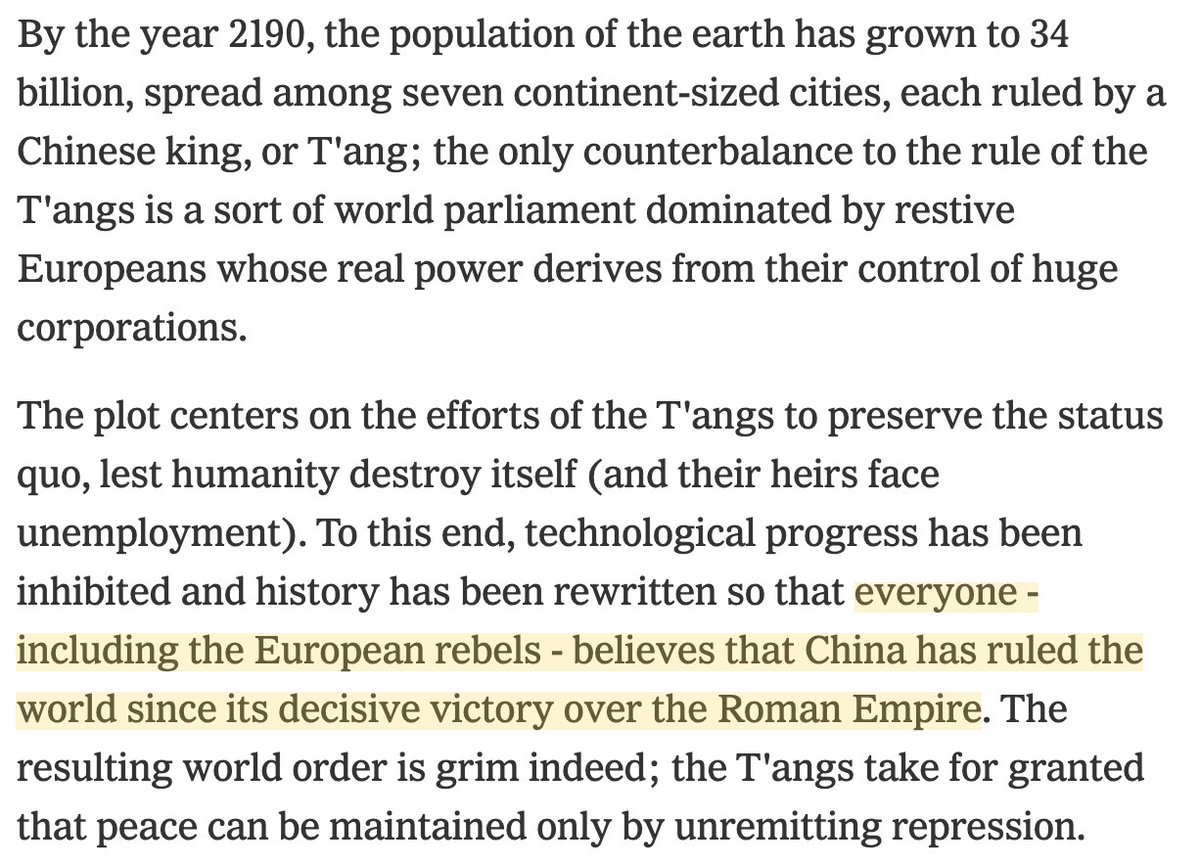 By the year 2190, the population of the earth has grown to 34
billion, spread among seven continent-sized cities, each ruled by a
Chinese king, or T'ang; the only counterbalance to the rule of the
T'angs is a sort of world parliament dominated by restive
Europeans whose real power derives from their control of huge
corporations.
The plot centers on the efforts of the T'angs to preserve the status
quo, lest humanity destroy itself (and their heirs face
unemployment). To this end, technological progress has been
inhibited and history has been rewritten so that everyone -
including the European rebels - believes that China has ruled the
world since its decisive victory over the Roman Empire. The
resulting world order is grim indeed; the T'angs take for granted
that peace can be maintained only by unremitting repression.